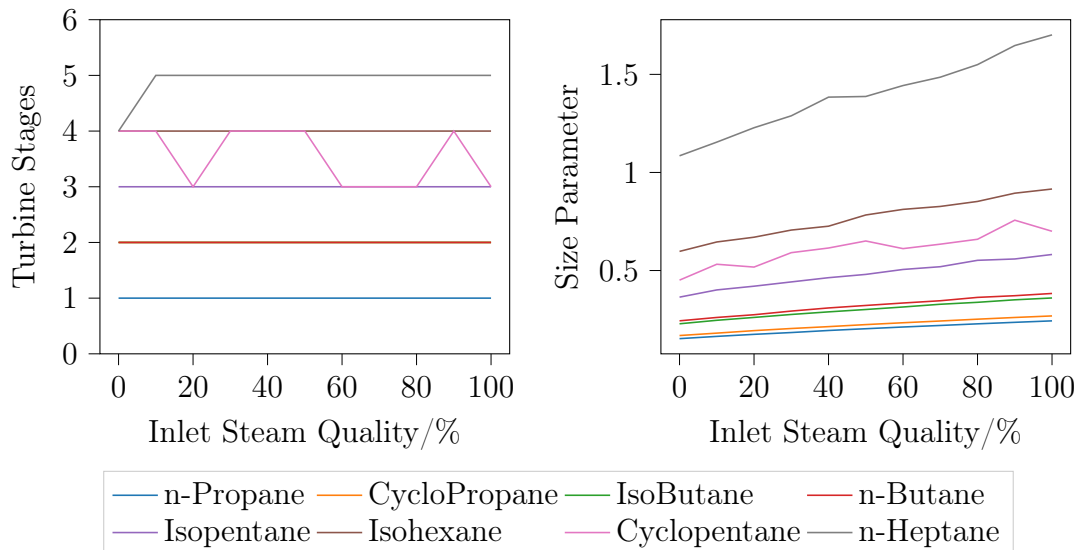 6
5
4
3
2
1
0
Turbine Stages
0 20 40 60 80 100
Inlet Steam Quality/%
1.5
1
0.5
Size Parameter
0 20 40 60 80 100
Inlet Steam Quality/%
n-Propane CycloPropane IsoButane n-Butane
Isopentane Isohexane Cyclopentane n-Heptane